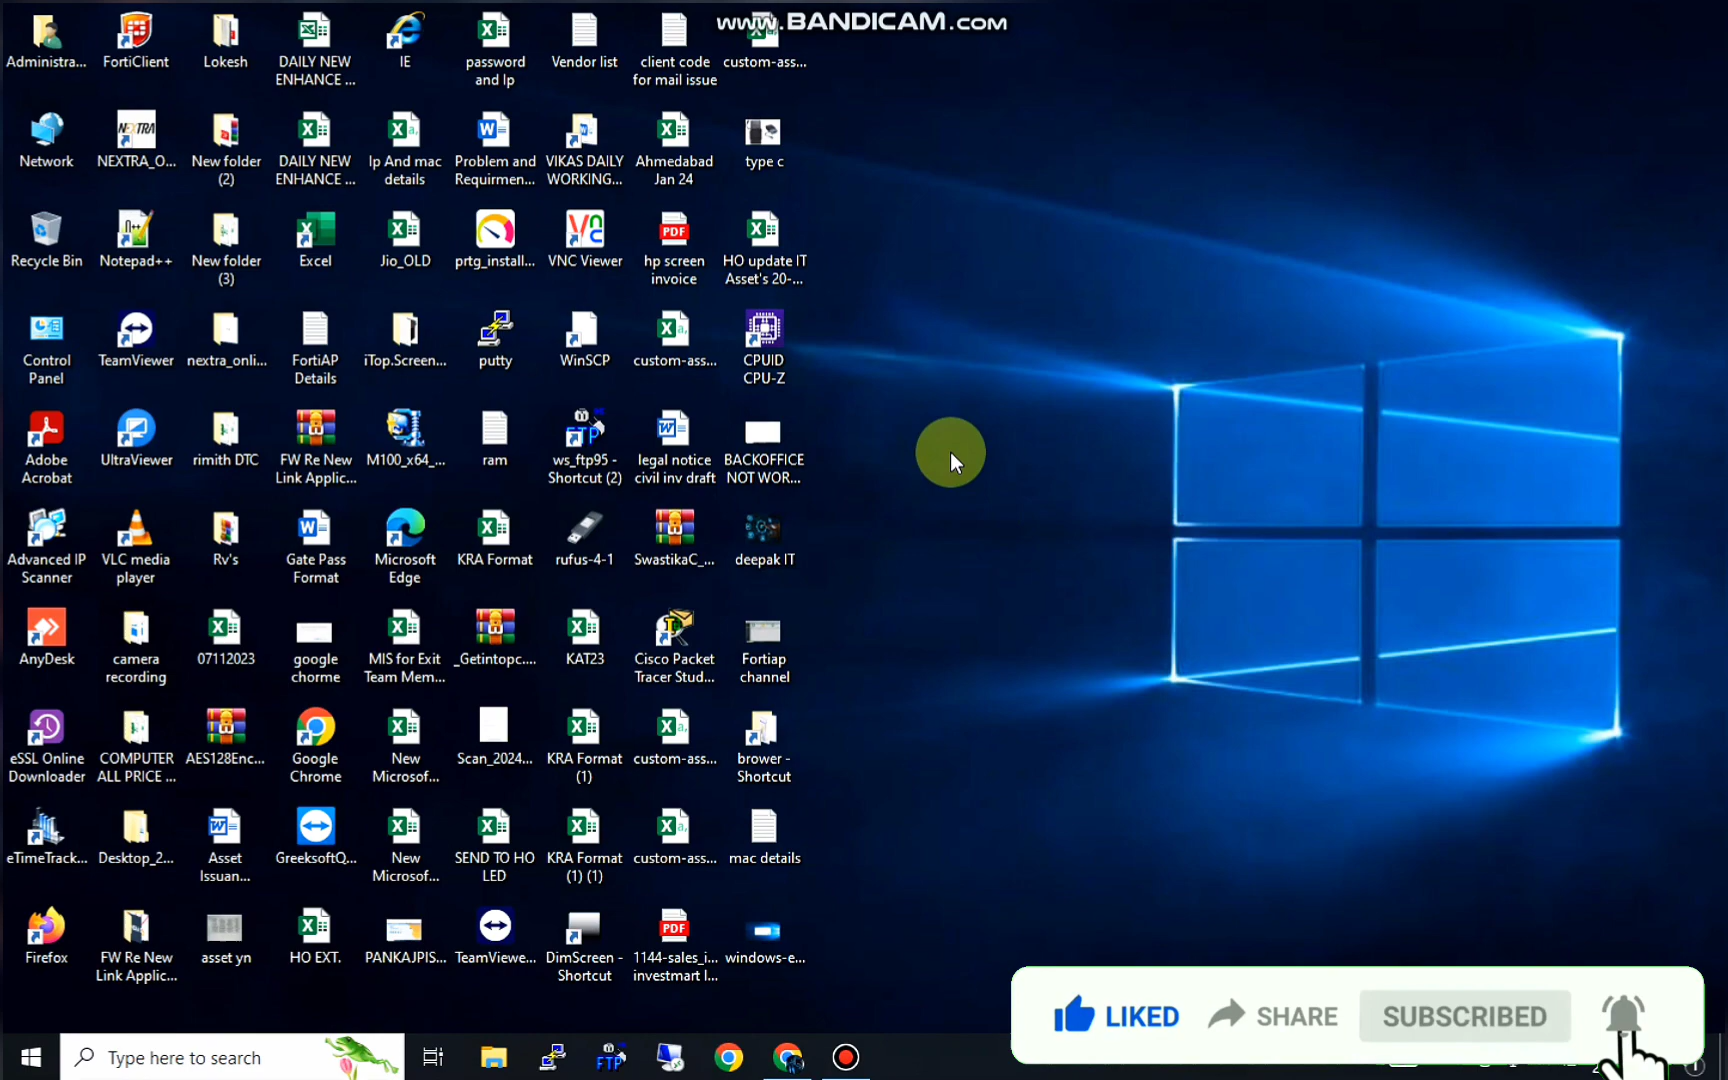 www.BANDICAM.com
Administra...
FortiClient
Lokesh
DAILY NEW
ENHANCE ...
IE
password
and Ip
Vendor list
client code
for mail issue
custom-ass...
Network
NEXTRA
NEXTRA_O...
New folder
(2)
DAILY NEW
ENHANCE ...
Ip And mac
details
Problem and
Requirmen...
VIKAS DAILY
WORKING...
Ahmedabad
Jan 24
type c
Recycle Bin
Notepad++
New folder
(3)
Excel
Jio_OLD
prtg_install...
VNC Viewer
PDF
hp screen
invoice
HO update IT
Asset's 20-...
Control
Panel
TeamViewer
nextra_onli...
FortiAP
Details
iTop.Screen...
putty
WinSCP
custom-ass...
CPUID
CPU-Z
Adobe
Acrobat
UltraViewer
rimith DTC
FW Re New
Link Applic...
M100_x64_...
ram
FTP
ws_ftp95 -
Shortcut (2)
legal notice
civil inv draft
BACKOFFICE
NOT WOR...
Advanced IP
Scanner
VLC media
player
Rv's
Gate Pass
Format
Microsoft
Edge
KRA Format
rufus-4-1
SwastikaC_...
deepak IT
AnyDesk
camera
recording
07112023
google
chorme
MIS for Exit
Team Mem...
_Getintopc....
KAT23
Cisco Packet
Tracer Stud...
Fortiap
channel
eSSL Online
Downloader
COMPUTER
ALL PRICE ...
AES128Enc...
Google
Chrome
New
Microsof...
Scan_2024...
KRA Format
(1)
custom-ass...
brower -
Shortcut
eTimeTrack...
Desktop_2...
Asset
Issuan...
GreeksoftQ...
New
Microsof...
SEND TO HO
LED
KRA Format
(1) (1)
custom-ass...
mac details
Firefox
FW Re New
Link Applic...
asset yn
HO EXT.
PANKAJPIS...
TeamViewe...
DimScreen -
Shortcut
PDF
1144-sales_i...
investmart l...
windows-e...
LIKED
SHARE
SUBSCRIBED
Type here to search
FTP